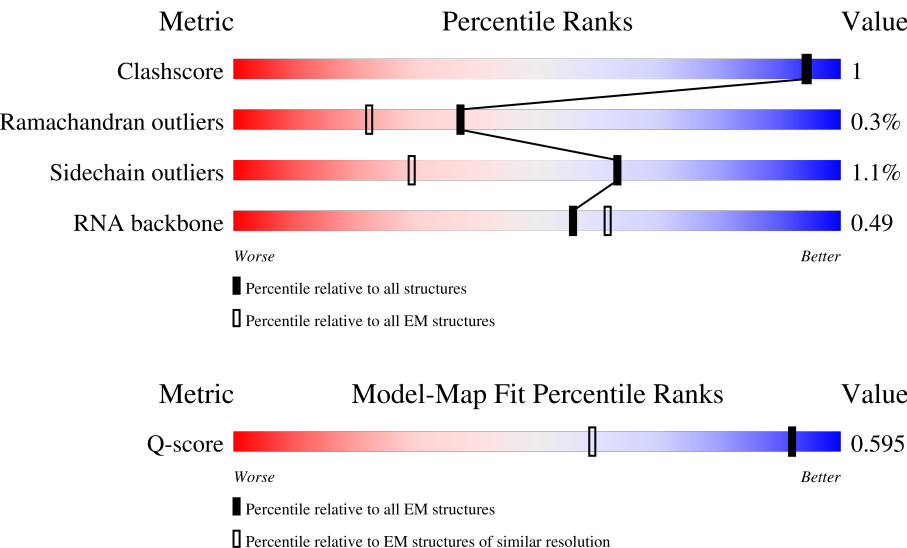 Metric Percentile Ranks Value
Clashscore 1
Ramachandran outliers 0.3%
Sidechain outliers 1.1%
RNA backbone 0.49
Worse Better
Percentile relative to all structures
Percentile relative to all EM structures
Metric Model-Map Fit Percentile Ranks Value
Q-score 0.595
Worse Better
Percentile relative to all EM structures
Percentile relative to EM structures of similar resolution